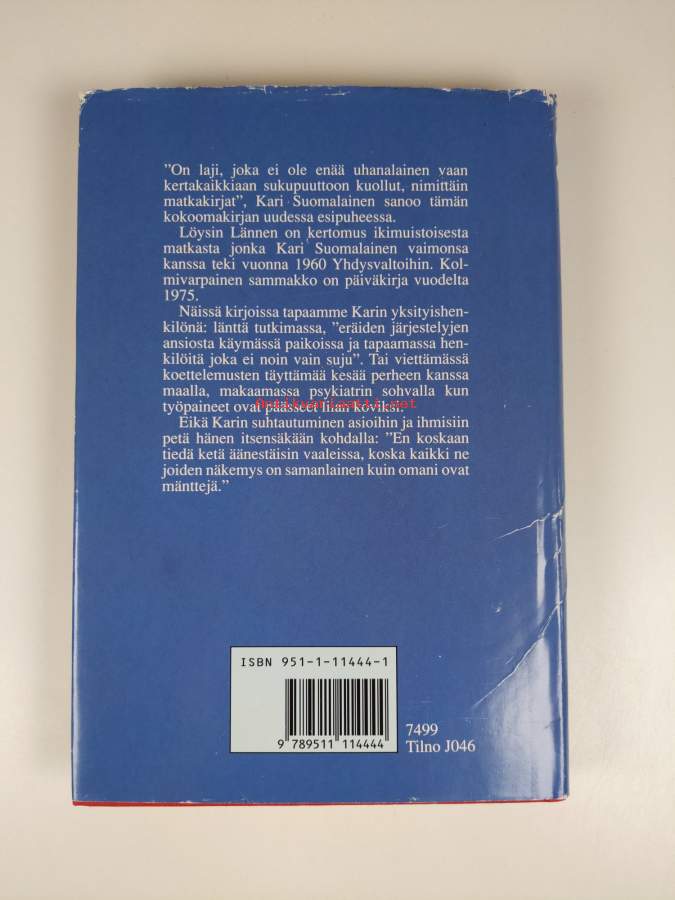 ”On laji, joka ei ole enää uhanalainen vaan
kertakaikkiaan sukupuuttoon kuollut, nimittäin
matkakirjat”, Kari Suomalainen sanoo tämän
kokoomakirjan uudessa esipuheessa.
Löysin Lännen on kertomus ikimuistoisesta
matkasta jonka Kari Suomalainen vaimonsa
kanssa teki vuonna 1960 Yhdysvaltoihin. Kol-
mivarpainen sammakko on päiväkirja vuodelta
1975.
Näissä kirjoissa tapaamme Karin yksityishen-
kilönä: länttä tutkimassa, ”eräiden järjestelyjen
ansiosta käymässä paikoissa ja tapaamassa hen-
kilöitä joka ei noin vain suju”. Tai viettämässä
koettelemusten täyttämää kesää perheen kanssa
maalla, makaamassa psykiatrin sohvalla kun
Antikvariaatti.net
työpaineet ovat päässeet liian koviksi.
Eikä Karin suhtautuminen asioihin ja ihmisiin
petä hänen itsensäkään kohdalla: ”En koskaan
tiedä ketä äänestäisin vaaleissa, koska kaikki ne
joiden näkemys on samanlainen kuin omani ovat
mänttejä.”
ISBN 951-1-11444-1
9 789511 114444
7499
Tilno J046